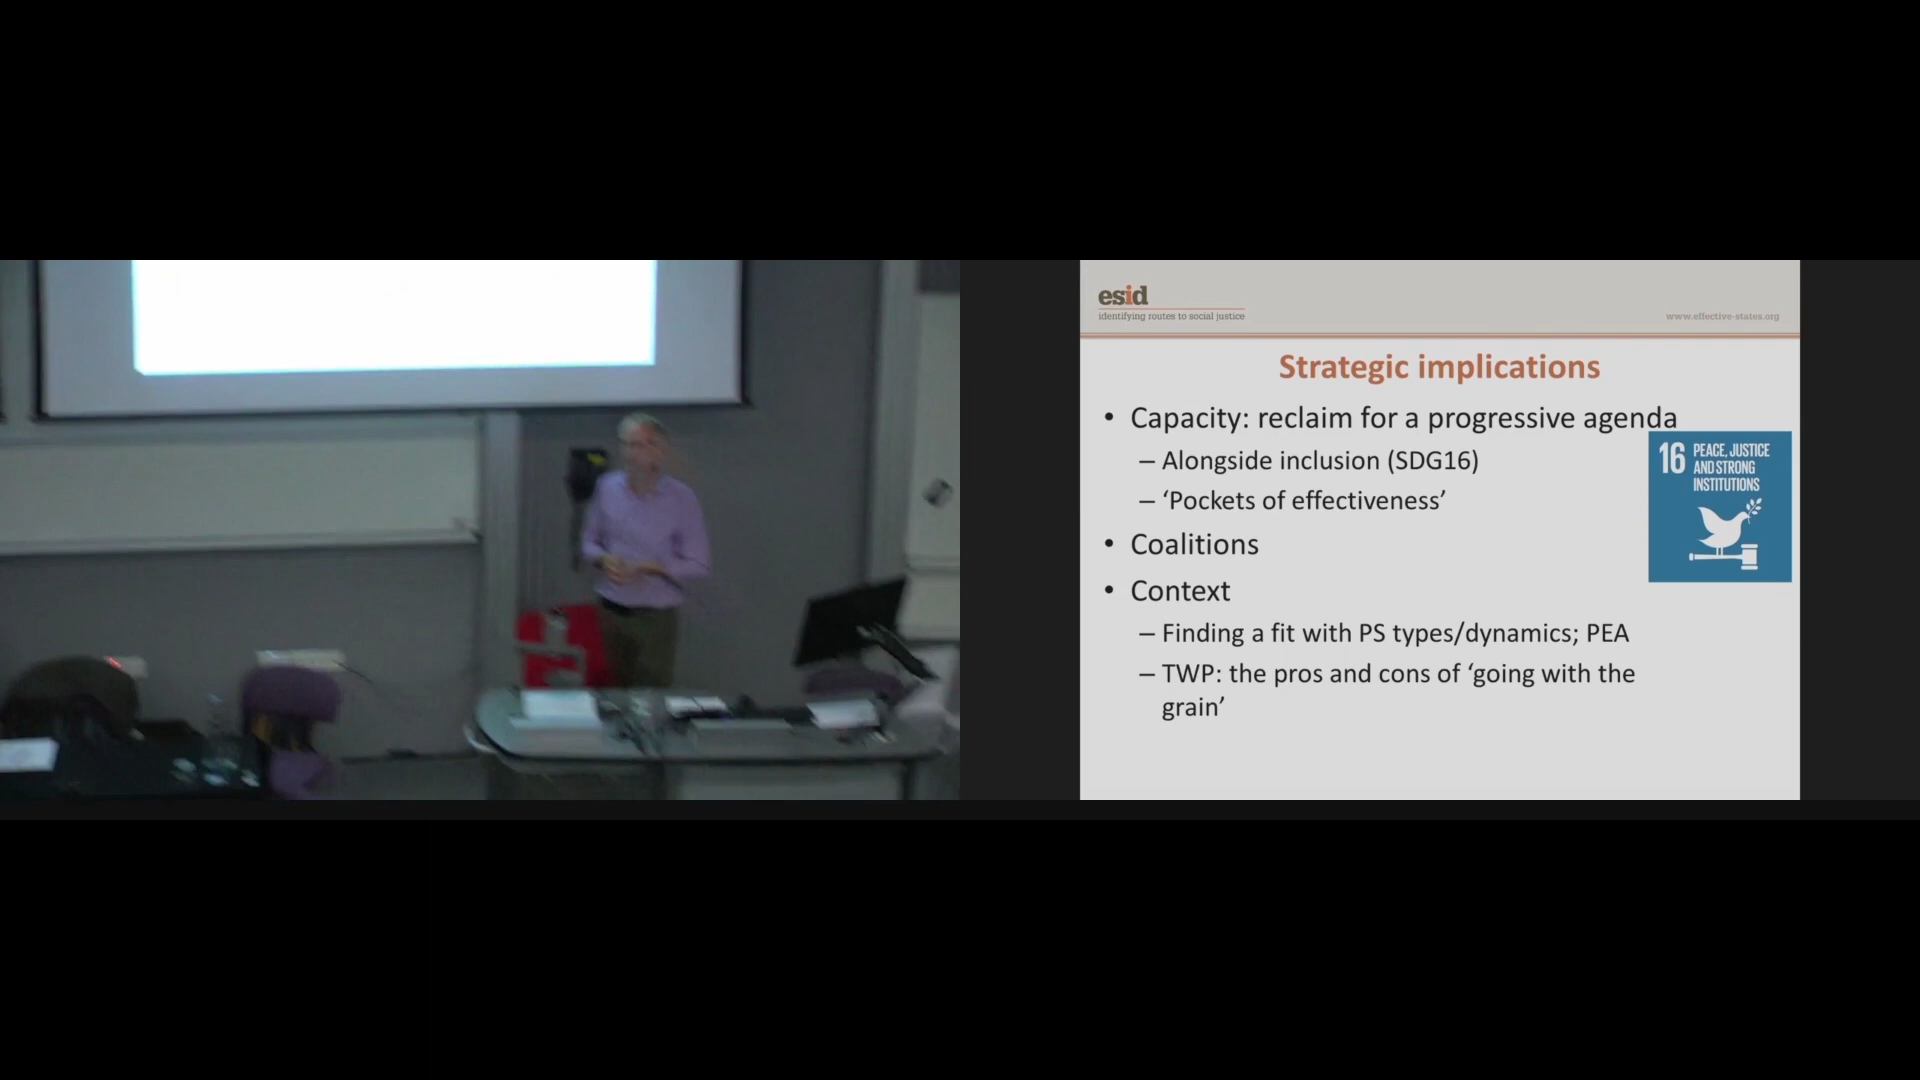 esid
identifying routes to social justice
www.effective-states.org
Strategic implications
• Capacity: reclaim for a progressive agenda
– Alongside inclusion (SDG16)
– ‘Pockets of effectiveness’
• Coalitions
• Context
– Finding a fit with PS types/dynamics; PEA
– TWP: the pros and cons of ‘going with the
grain’
16 PEACE, JUSTICE
AND STRONG
INSTITUTIONS